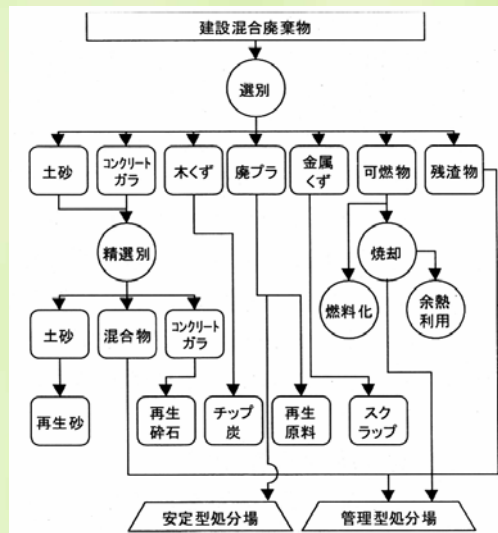 建設混合廃棄物
選別
土砂
コンクリート
ガラ
木くず
廃プラ
金属
くず
可燃物
残渣物
精選別
焼却
燃料化
余熱
利用
土砂
混合物
コンクリート
ガラ
再生砂
再生
砕石
チップ
炭
再生
原料
スク
ラップ
安定型処分場
管理型処分場